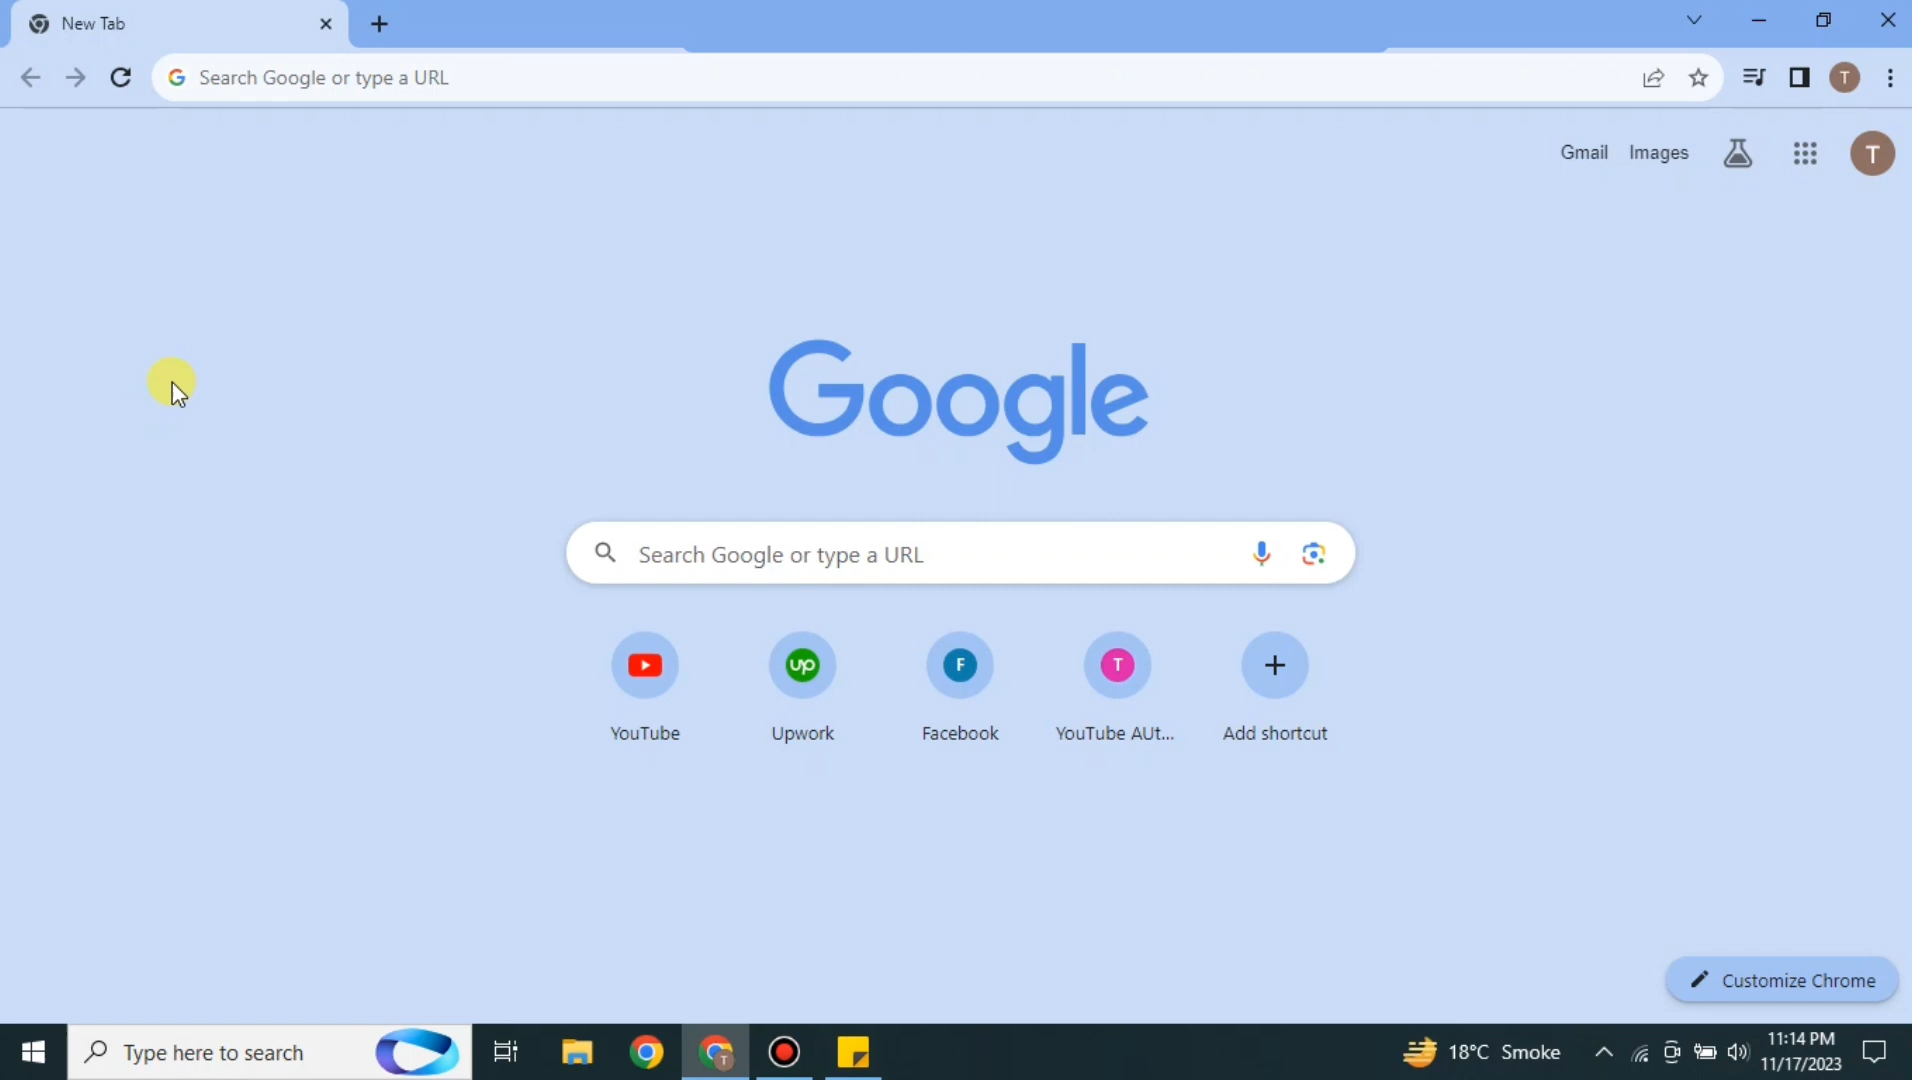 New Tab
Search Google or type a URL
T
Gmail Images T
Google
Search Google or type a URL
up F T
YouTube Upwork Facebook YouTube AUt... Add shortcut
Customize Chrome
Type here to search T 18°C Smoke 11:14 PM
11/17/2023